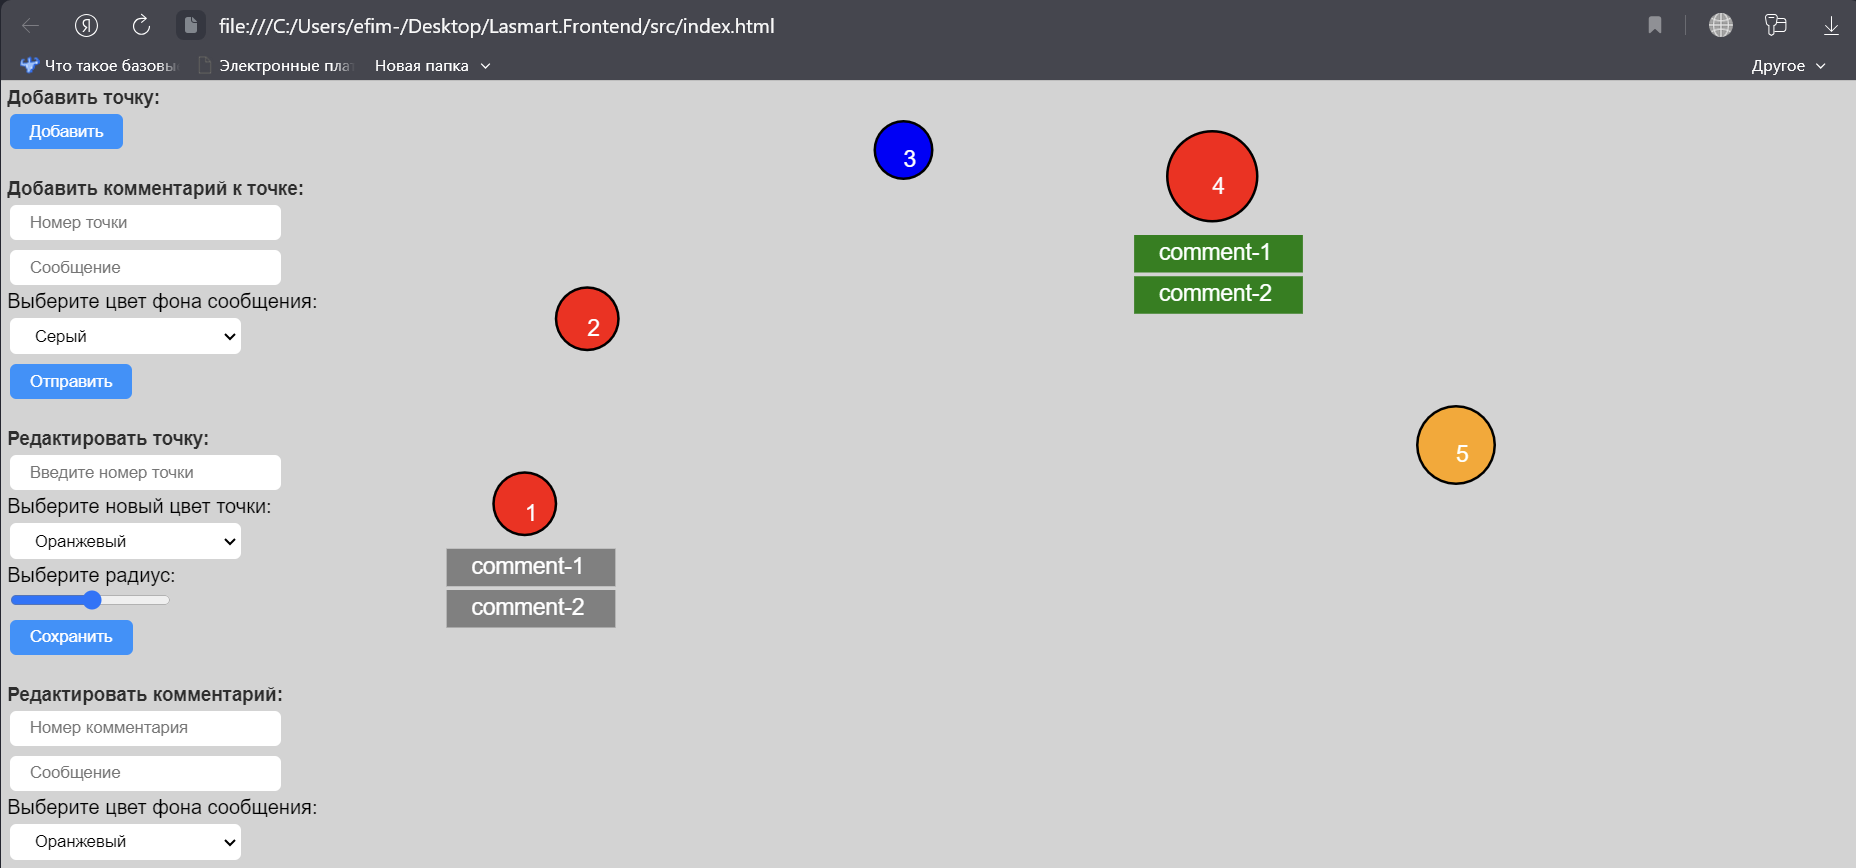 file:///C:/Users/efim-/Desktop/Lasmart.Frontend/src/index.html
Что такое базовы
Электронные пла
Новая папка
Другое
Добавить точку:
Добавить
Добавить комментарий к точке:
Номер точки
Сообщение
Выберите цвет фона сообщения:
Серый
Отправить
Редактировать точку:
Введите номер точки
Выберите новый цвет точки:
Оранжевый
Выберите радиус:
Сохранить
Редактировать комментарий:
Номер комментария
Сообщение
Выберите цвет фона сообщения:
Оранжевый
3
4
comment-1
comment-2
2
5
1
comment-1
comment-2